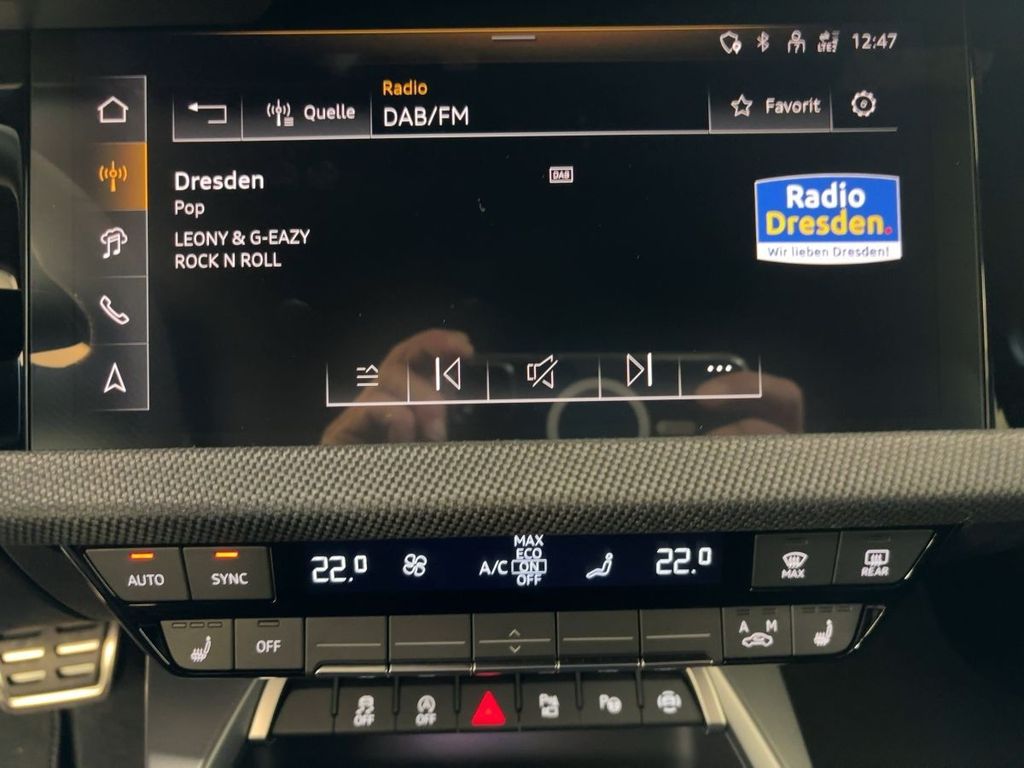 LTE 12:47
Radio
Quelle DAB/FM Favorit
Dresden DAB
Pop
LEONY & G-EAZY
ROCK N ROLL
Radio
Dresden.
Wir lieben Dresden!
AUTO SYNC 22.0 A/C MAX
ECO
ON
OFF
22.0 MAX REAR
OFF A M
OFF OFF